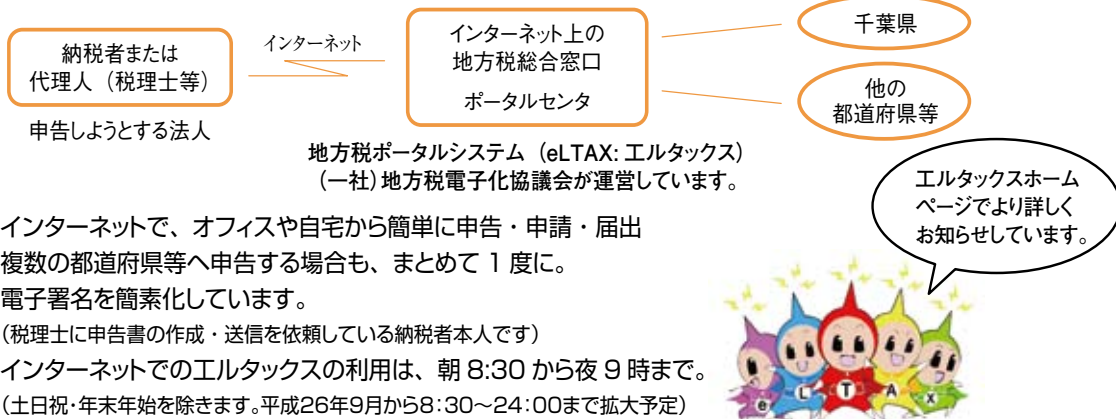 納税者または
代理人（税理士等）
申告しようとする法人
インターネット
インターネット上の
地方税総合窓口
ポータルセンタ
千葉県
他の
都道府県等
地方税ポータルシステム（eLTAX: エルタックス）
（一社）地方税電子化協議会が運営しています。
エルタックスホーム
ページでより詳しく
お知らせしています。
インターネットで、オフィスや自宅から簡単に申告・申請・届出
複数の都道府県等へ申告する場合も、まとめて 1 度に。
電子署名を簡素化しています。
（税理士に申告書の作成・送信を依頼している納税者本人です）
インターネットでのエルタックスの利用は、朝 8:30 から夜 9 時まで。
（土日祝・年末年始を除きます。平成26年9月から8：30～24：00まで拡大予定）
e L T A x